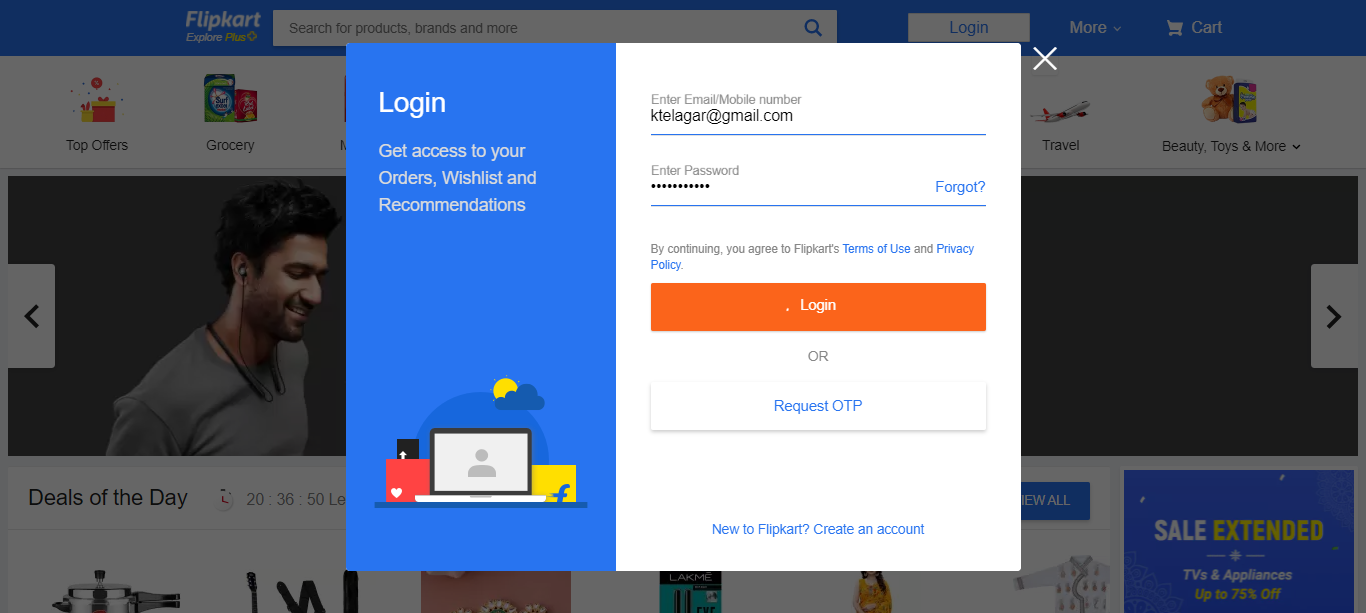 Flipkart
Explore Plus
Search for products, brands and more
Login
More
Cart
Top Offers
Grocery
Travel
Beauty, Toys & More
Login
Get access to your
Orders, Wishlist and
Recommendations
Enter Email/Mobile number
ktelagar@gmail.com
Enter Password
•••••••••••
Forgot?
By continuing, you agree to Flipkart's Terms of Use and Privacy
Policy.
Login
OR
Request OTP
New to Flipkart? Create an account
Deals of the Day
20 : 36 : 50 Le
VIEW ALL
SALE EXTENDED
TVs & Appliances
Up to 75% Off
LAKMÉ
EYE